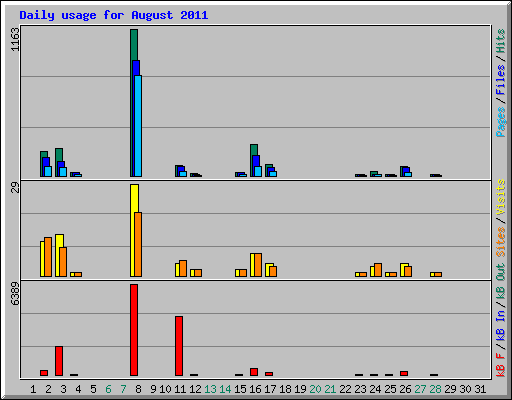 Daily usage for August 2011
1163
Pages/Files/Hits
29
Sites/Visits
6389
kB F/kB In/kB Out
1 2 3 4 5 6 7 8 9 10 11 12 13 14 15 16 17 18 19 20 21 22 23 24 25 26 27 28 29 30 31